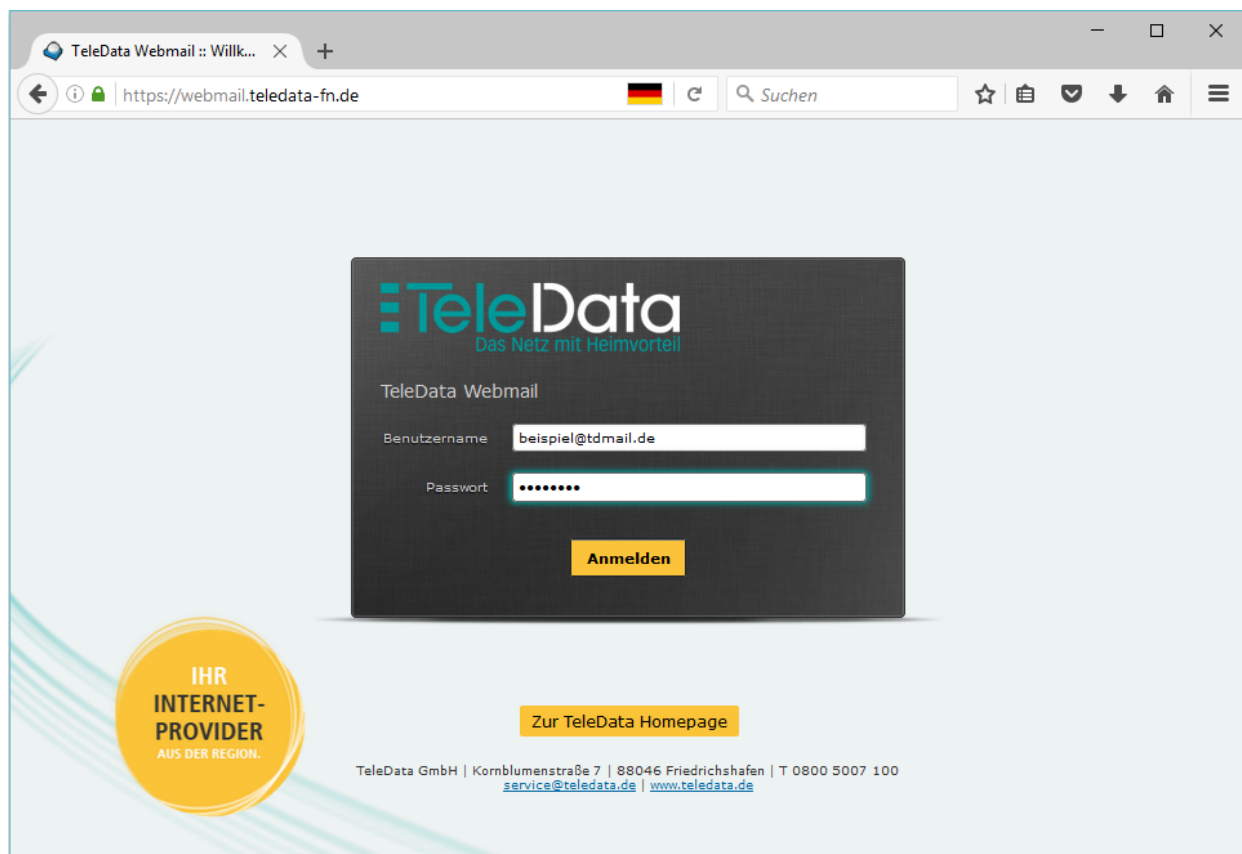 TeleData Webmail :: Willk...
https://webmail.teledata-fn.de
Suchen
TeleData
Das Netz mit Heimvorteil
TeleData Webmail
Benutzername
beispiel@tdmail.de
Passwort
••••••••
Anmelden
IHR
INTERNET-
PROVIDER
AUS DER REGION.
Zur TeleData Homepage
TeleData GmbH | Kornblumenstraße 7 | 88046 Friedrichshafen | T 0800 5007 100
service@teledata.de | www.teledata.de